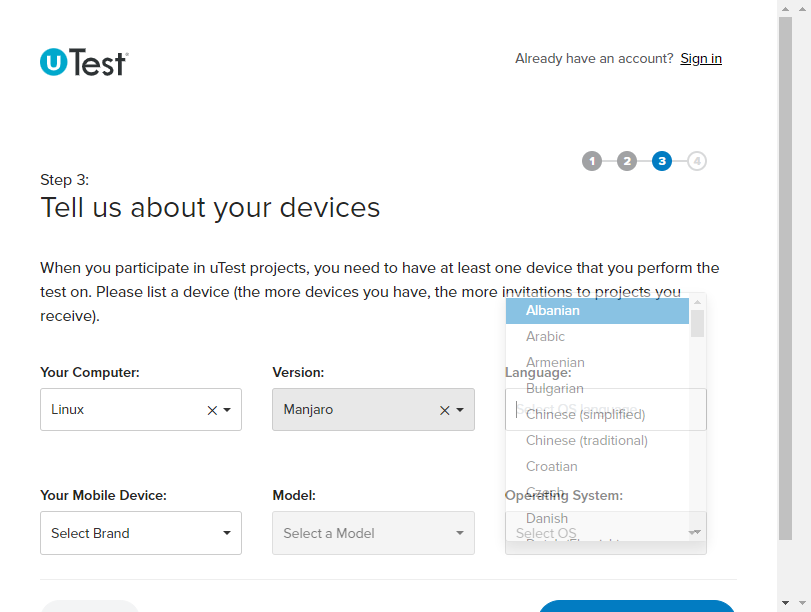 uTest
Already have an account? Sign in
1 2 3 4
Step 3:
Tell us about your devices
When you participate in uTest projects, you need to have at least one device that you perform the
test on. Please list a device (the more devices you have, the more invitations to projects you
receive).
Your Computer:
Linux
Version:
Manjaro
Language:
Select OS language
Albanian
Arabic
Armenian
Bulgarian
Chinese (simplified)
Chinese (traditional)
Croatian
Czech
Danish
Your Mobile Device:
Select Brand
Model:
Select a Model
Operating System:
Select OS